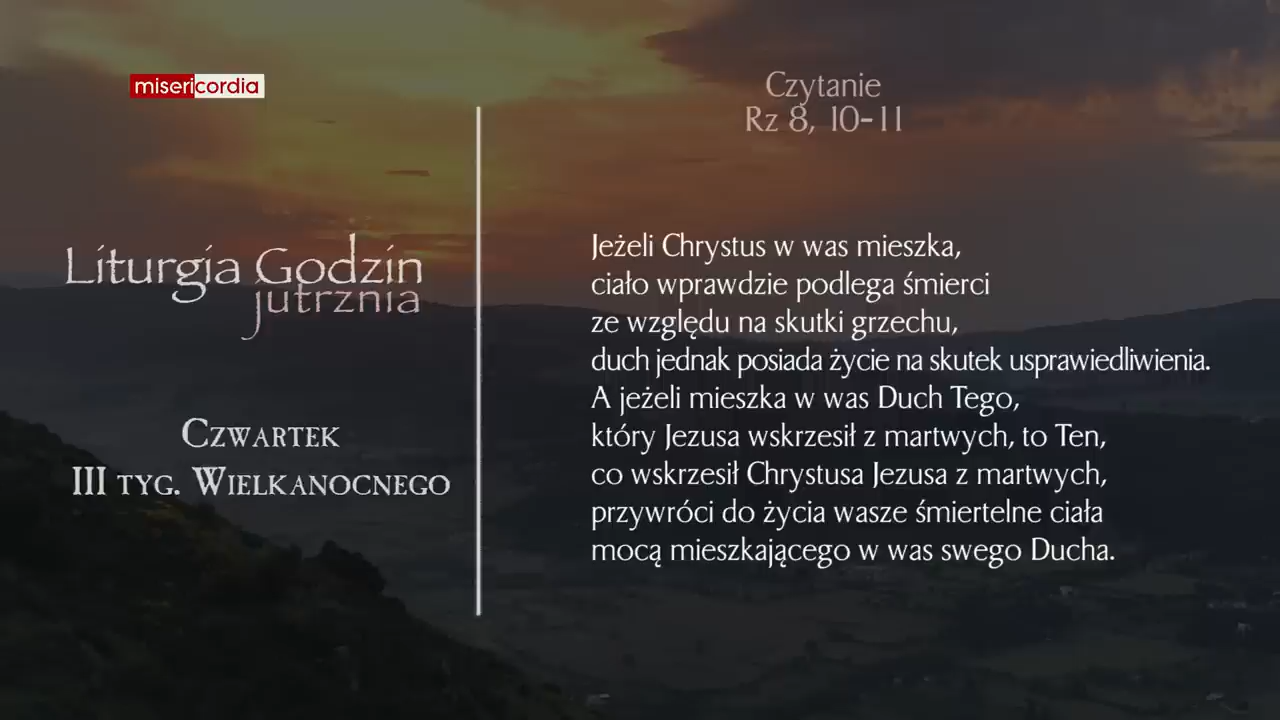 misericordia
Liturgia Godzin
jutrznia
Czwartek
III tyg. Wielkanocnego
Czytanie
Rz 8, 10-11
Jeżeli Chrystus w was mieszka,
ciało wprawdzie podlega śmierci
ze względu na skutki grzechu,
duch jednak posiada życie na skutek usprawiedliwienia.
A jeżeli mieszka w was Duch Tego,
który Jezusa wskrzesił z martwych, to Ten,
co wskrzesił Chrystusa Jezusa z martwych,
przywróci do życia wasze śmiertelne ciała
mocą mieszkającego w was swego Ducha.